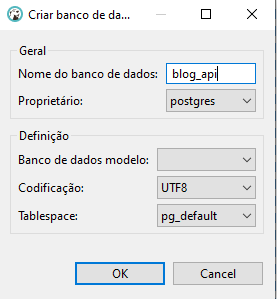 Criar banco de da...
Geral
Nome do banco de dados: blog_api
Proprietário: postgres
Definição
Banco de dados modelo:
Codificação: UTF8
Tablespace: pg_default
OK Cancel